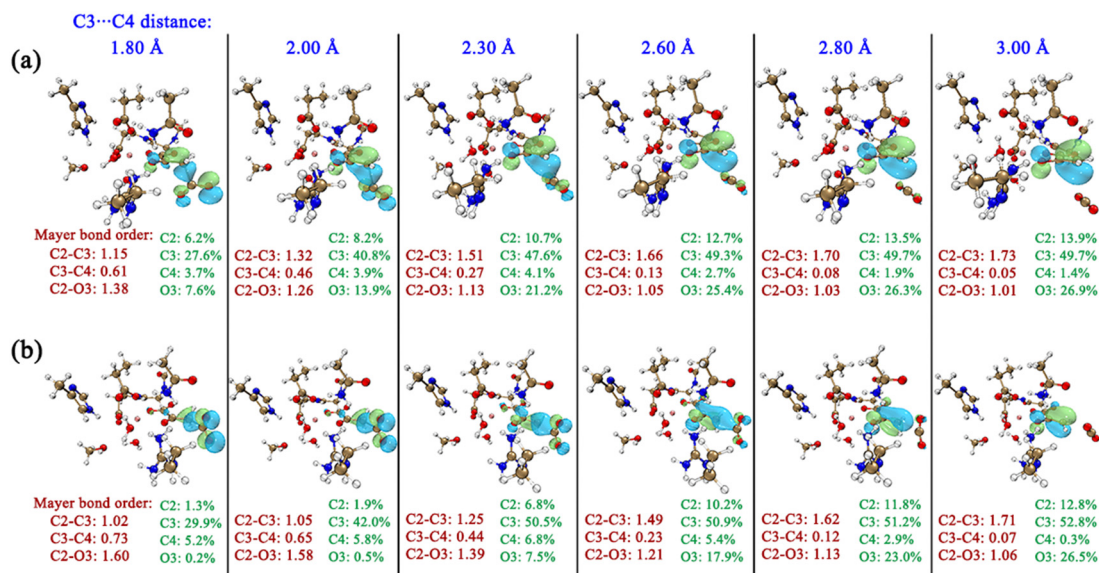 C3···C4 distance:
1.80 Å
2.00 Å
2.30 Å
2.60 Å
2.80 Å
3.00 Å
(a)
Mayer bond order:
C2-C3: 1.15
C3-C4: 0.61
C2-O3: 1.38
C2: 6.2%
C3: 27.6%
C4: 3.7%
O3: 7.6%
C2-C3: 1.32
C3-C4: 0.46
C2-O3: 1.26
C2: 8.2%
C3: 40.8%
C4: 3.9%
O3: 13.9%
C2-C3: 1.51
C3-C4: 0.27
C2-O3: 1.13
C2: 10.7%
C3: 47.6%
C4: 4.1%
O3: 21.2%
C2-C3: 1.66
C3-C4: 0.13
C2-O3: 1.05
C2: 12.7%
C3: 49.3%
C4: 2.7%
O3: 25.4%
C2-C3: 1.70
C3-C4: 0.08
C2-O3: 1.03
C2: 13.5%
C3: 49.7%
C4: 1.9%
O3: 26.3%
C2-C3: 1.73
C3-C4: 0.05
C2-O3: 1.01
C2: 13.9%
C3: 49.7%
C4: 1.4%
O3: 26.9%
(b)
Mayer bond order:
C2-C3: 1.02
C3-C4: 0.73
C2-O3: 1.60
C2: 1.3%
C3: 29.9%
C4: 5.2%
O3: 0.2%
C2-C3: 1.05
C3-C4: 0.65
C2-O3: 1.58
C2: 1.9%
C3: 42.0%
C4: 5.8%
O3: 0.5%
C2-C3: 1.25
C3-C4: 0.44
C2-O3: 1.39
C2: 6.8%
C3: 50.5%
C4: 6.8%
O3: 7.5%
C2-C3: 1.49
C3-C4: 0.23
C2-O3: 1.21
C2: 10.2%
C3: 50.9%
C4: 5.4%
O3: 17.9%
C2-C3: 1.62
C3-C4: 0.12
C2-O3: 1.13
C2: 11.8%
C3: 51.2%
C4: 2.9%
O3: 23.0%
C2-C3: 1.71
C3-C4: 0.07
C2-O3: 1.06
C2: 12.8%
C3: 52.8%
C4: 0.3%
O3: 26.5%